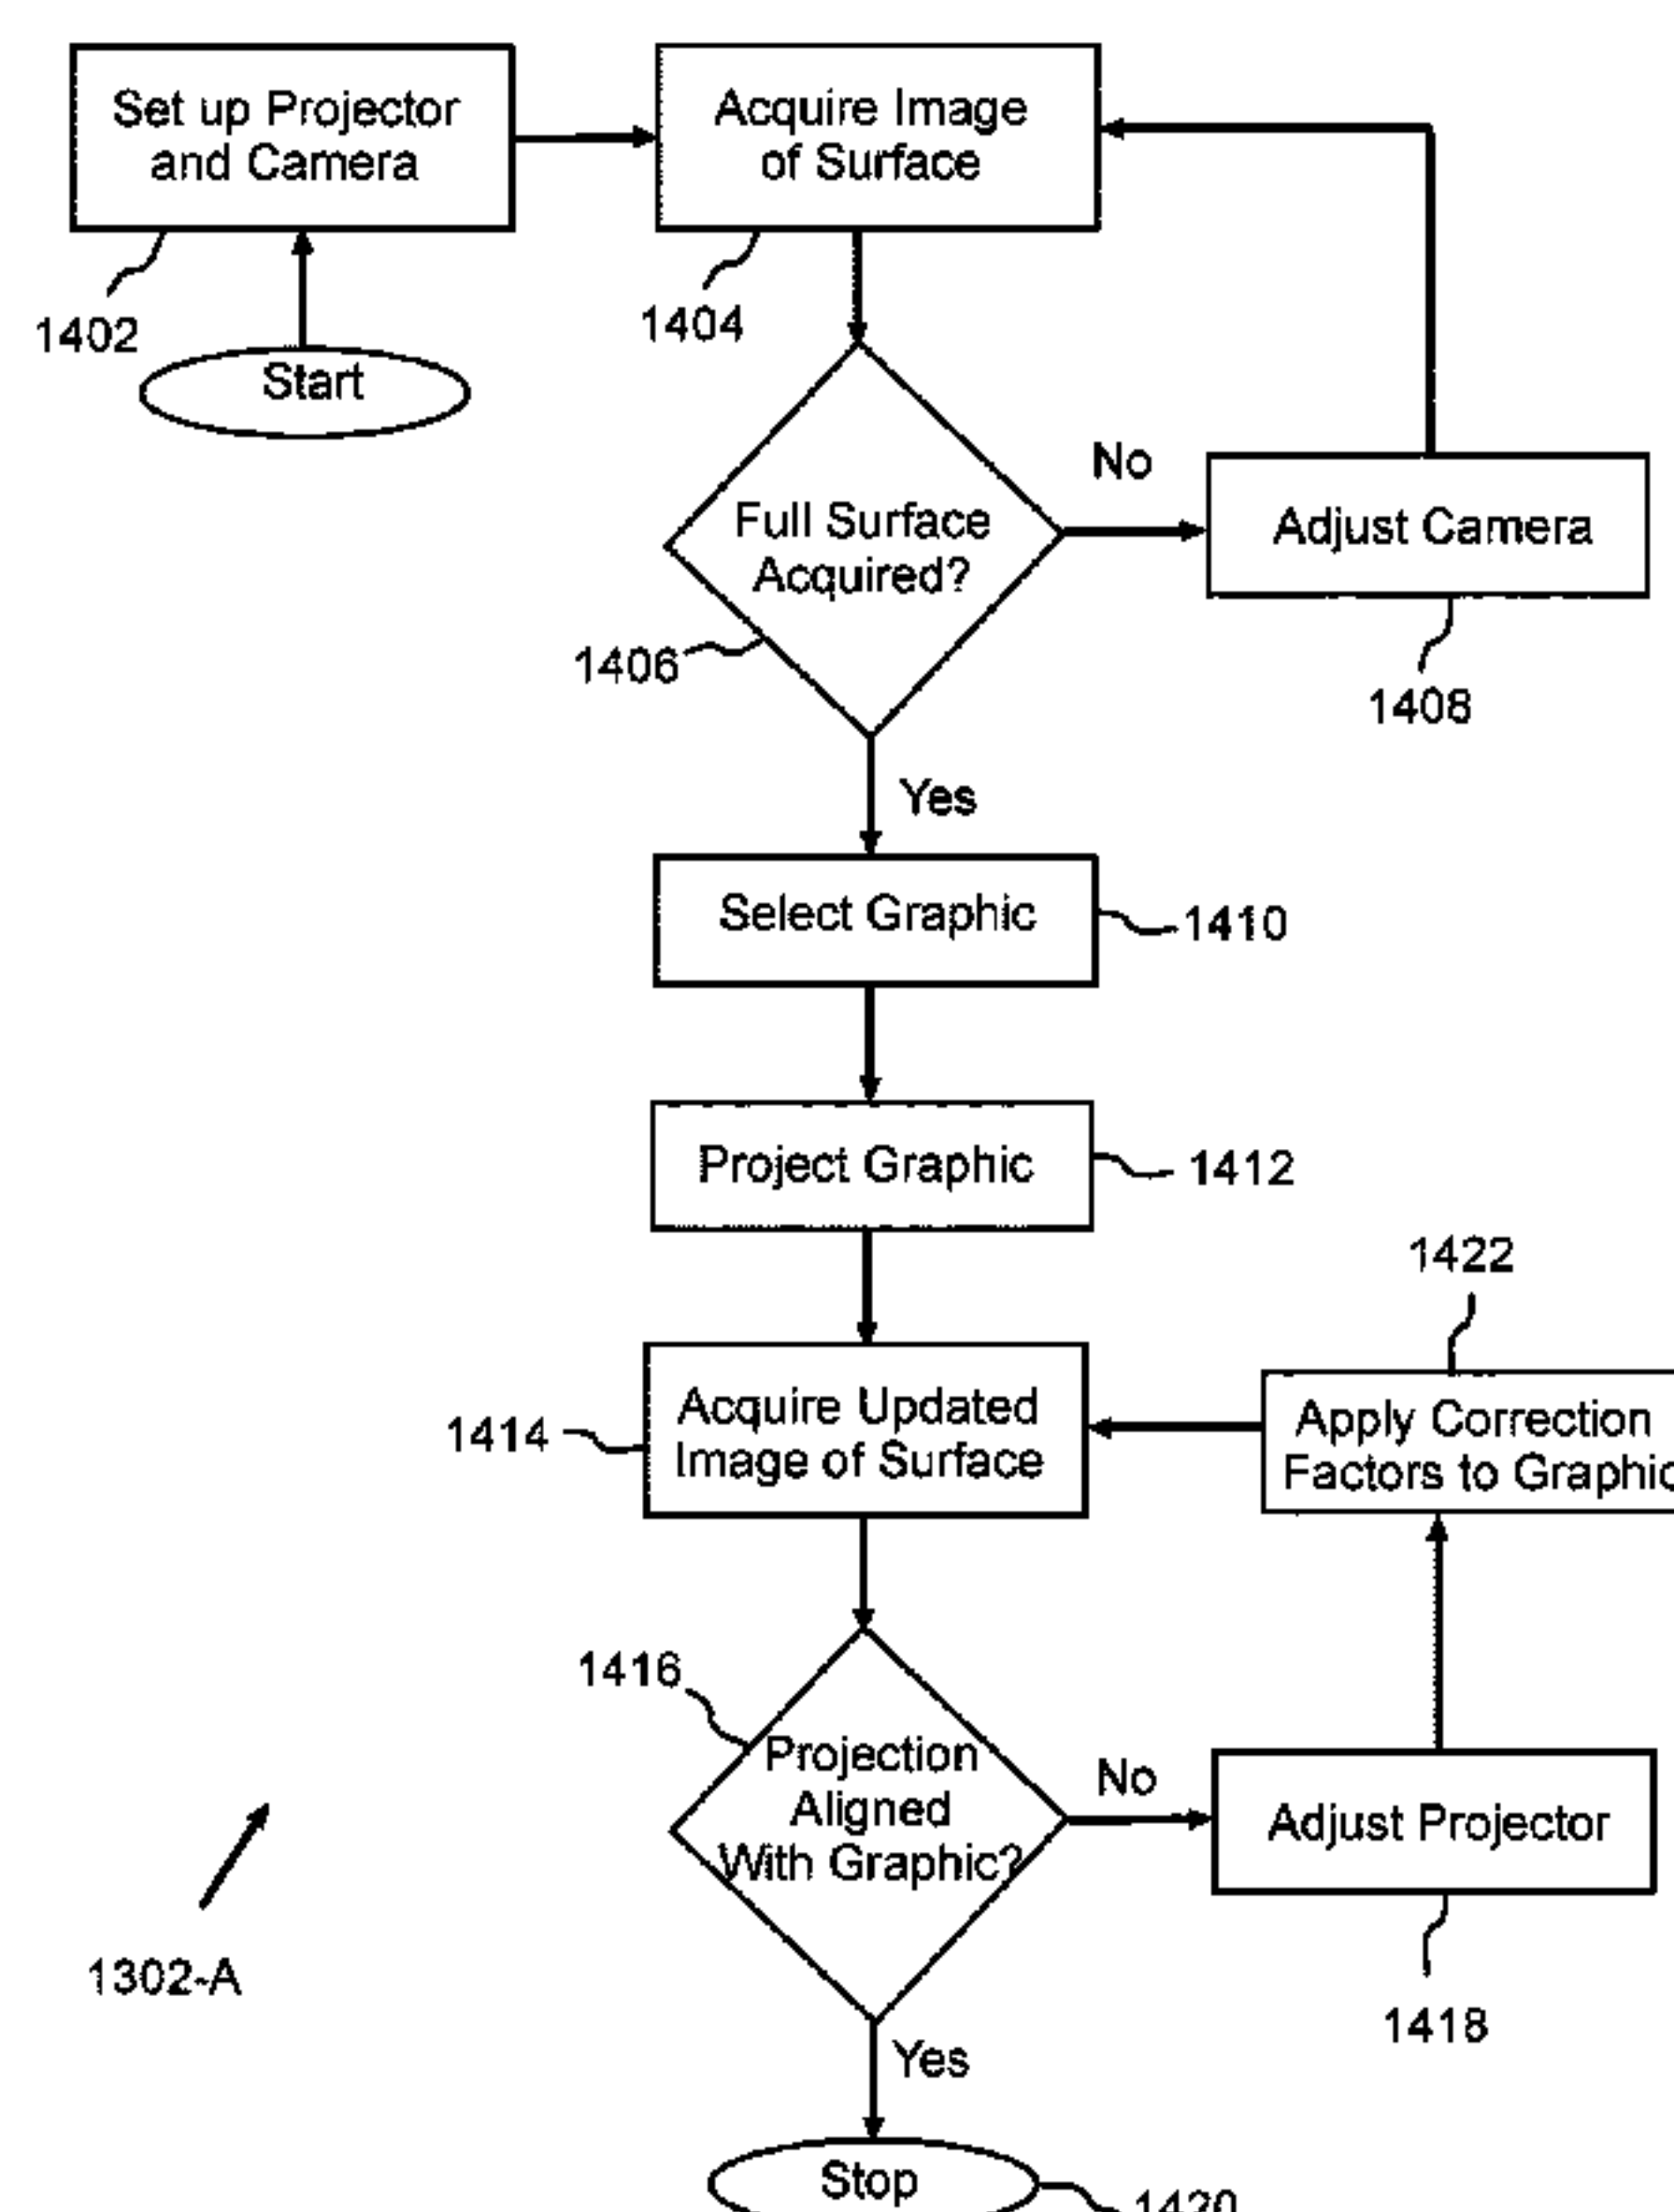 Set up Projector
and Camera
Acquire Image
of Surface
1402
1404
Start
No
Full Surface
Acquired?
Adjust Camera
1406
1408
Yes
Select Graphic
1410
Project Graphic
1412
1422
Acquire Updated
Image of Surface
1414
Apply Correction
Factors to Graphic
1416
Projection
Aligned
With Graphic?
No
Adjust Projector
1302-A
1418
Yes
Stop
1420